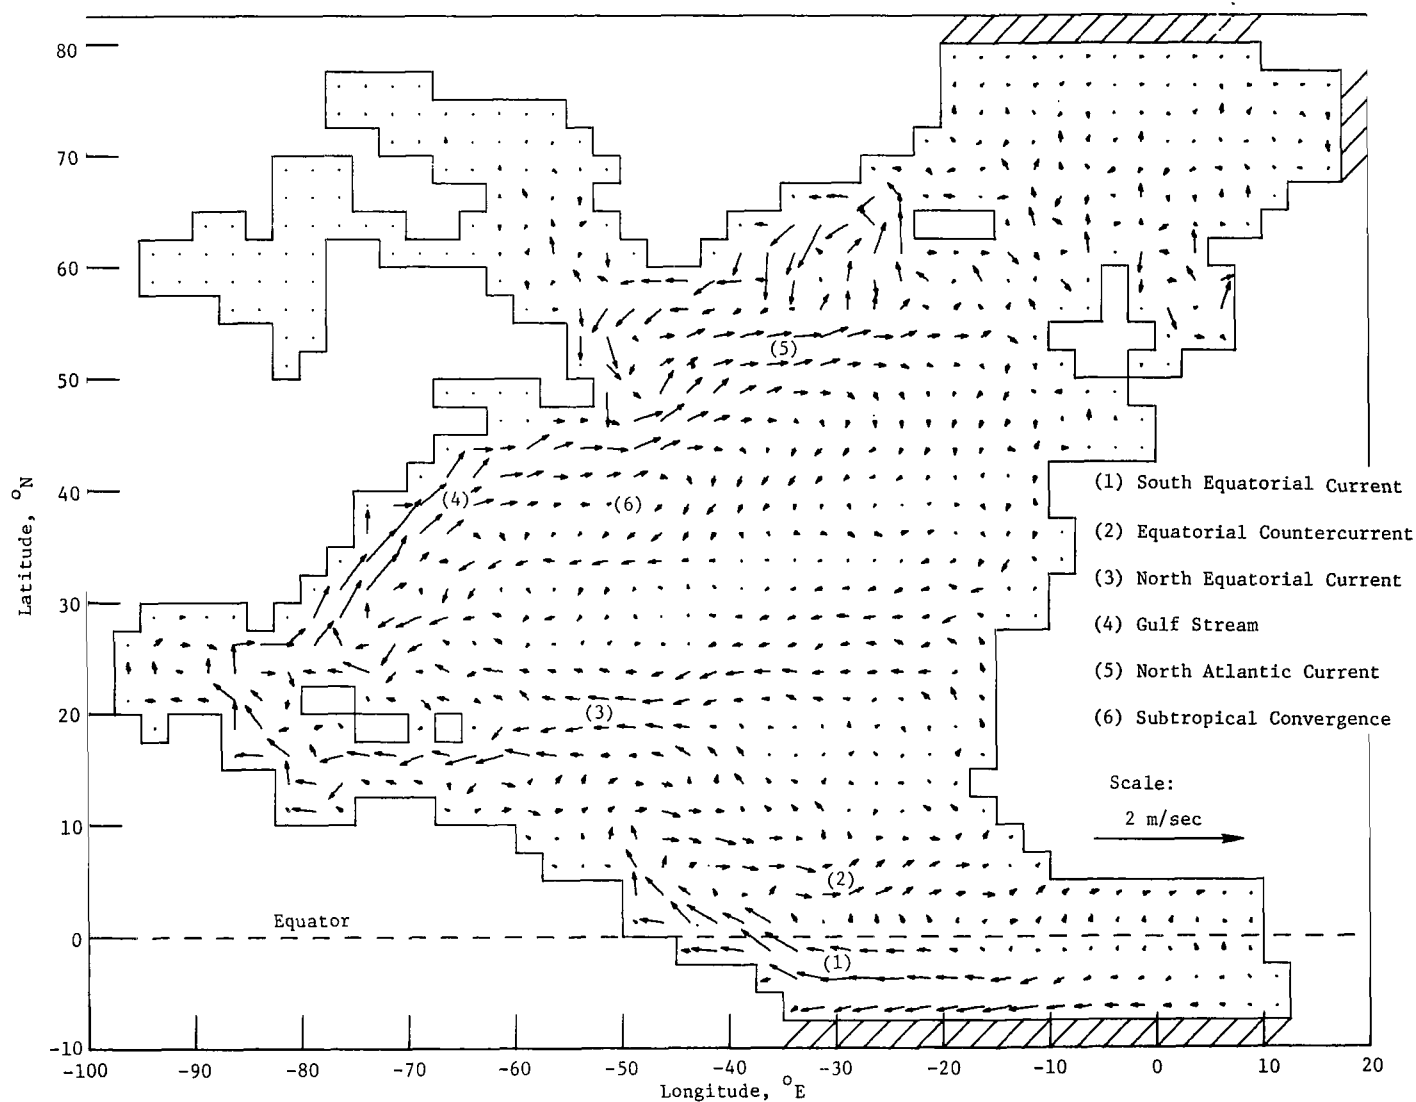 80
70
60
50
40
30
20
10
0
-10
Latitude, °N
(5)
(4)
(6)
(3)
(2)
(1)
Equator
(1) South Equatorial Current
(2) Equatorial Countercurrent
(3) North Equatorial Current
(4) Gulf Stream
(5) North Atlantic Current
(6) Subtropical Convergence
Scale:
2 m/sec
-100 -90 -80 -70 -60 -50 -40 -30 -20 -10 0 10 20
Longitude, °E